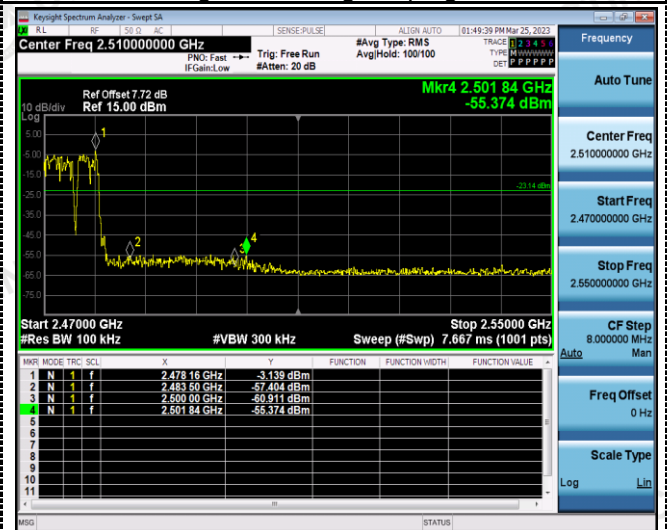 Keysight Spectrum Analyzer - Swept SA
RL RF 50 Ω AC SENSE:PULSE ALIGN AUTO 01:49:39 PM Mar 25, 2023
Center Freq 2.510000000 GHz
PNO: Fast
IFGain:Low
Trig: Free Run
#Atten: 20 dB
#Avg Type: RMS
Avg|Hold: 100/100
TRACE 1 2 3 4 5 6
TYPE M W W W W W
DET P P P P P P
Mkr4 2.501 84 GHz
-55.374 dBm
Ref Offset 7.72 dB
10 dB/div Ref 15.00 dBm
Log
5.00
-5.00
-15.0
-25.0
-35.0
-45.0
-55.0
-65.0
-75.0
1
2
3
4
-23.14 dBm
Start 2.47000 GHz Stop 2.55000 GHz
#Res BW 100 kHz #VBW 300 kHz Sweep (#Swp) 7.667 ms (1001 pts)
MKR MODE TRC SCL X Y FUNCTION FUNCTION WIDTH FUNCTION VALUE
1 N 1 f 2.478 16 GHz -3.139 dBm
2 N 1 f 2.483 50 GHz -57.404 dBm
3 N 1 f 2.500 00 GHz -60.911 dBm
4 N 1 f 2.501 84 GHz -55.374 dBm
5
6
7
8
9
10
11
MSG STATUS
Frequency
Auto Tune
Center Freq
2.510000000 GHz
Start Freq
2.470000000 GHz
Stop Freq
2.550000000 GHz
CF Step
8.000000 MHz
Auto Man
Freq Offset
0 Hz
Scale Type
Log Lin